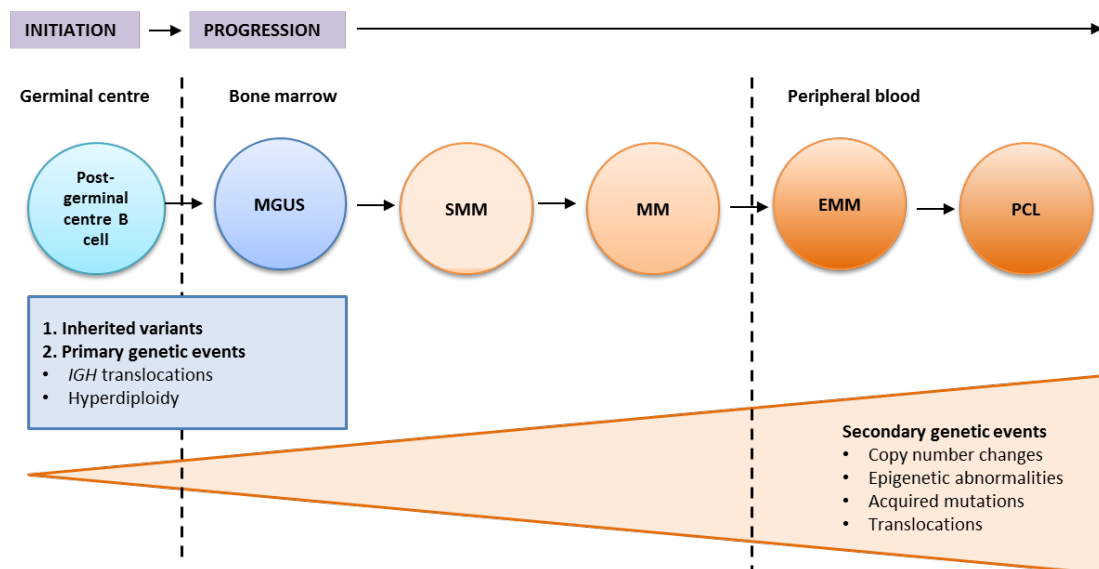 INITIATION
PROGRESSION
Germinal centre
Bone marrow
Peripheral blood
Post-
germinal
centre B
cell
MGUS
SMM
MM
EMM
PCL
1. Inherited variants
2. Primary genetic events
• IGH translocations
• Hyperdiploidy
Secondary genetic events
• Copy number changes
• Epigenetic abnormalities
• Acquired mutations
• Translocations